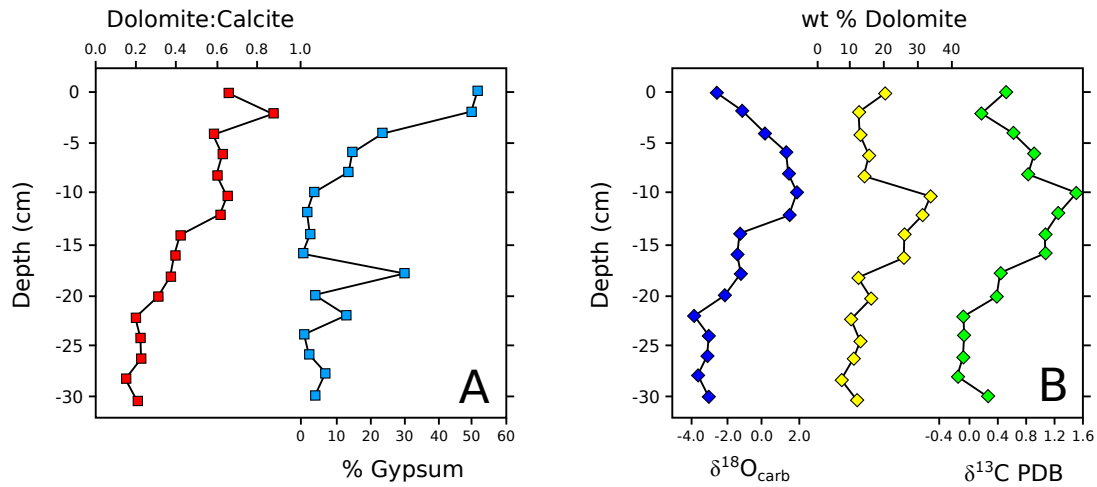 Dolomite:Calcite
0.0 0.2 0.4 0.6 0.8 1.0
Depth (cm)
0
-5
-10
-15
-20
-25
-30
A
0 10 20 30 40 50 60
% Gypsum
wt % Dolomite
0 10 20 30 40
Depth (cm)
0
-5
-10
-15
-20
-25
-30
B
-4.0 -2.0 0.0 2.0 -0.4 0.0 0.4 0.8 1.2 1.6
δ¹⁸Ocarb δ¹³C PDB